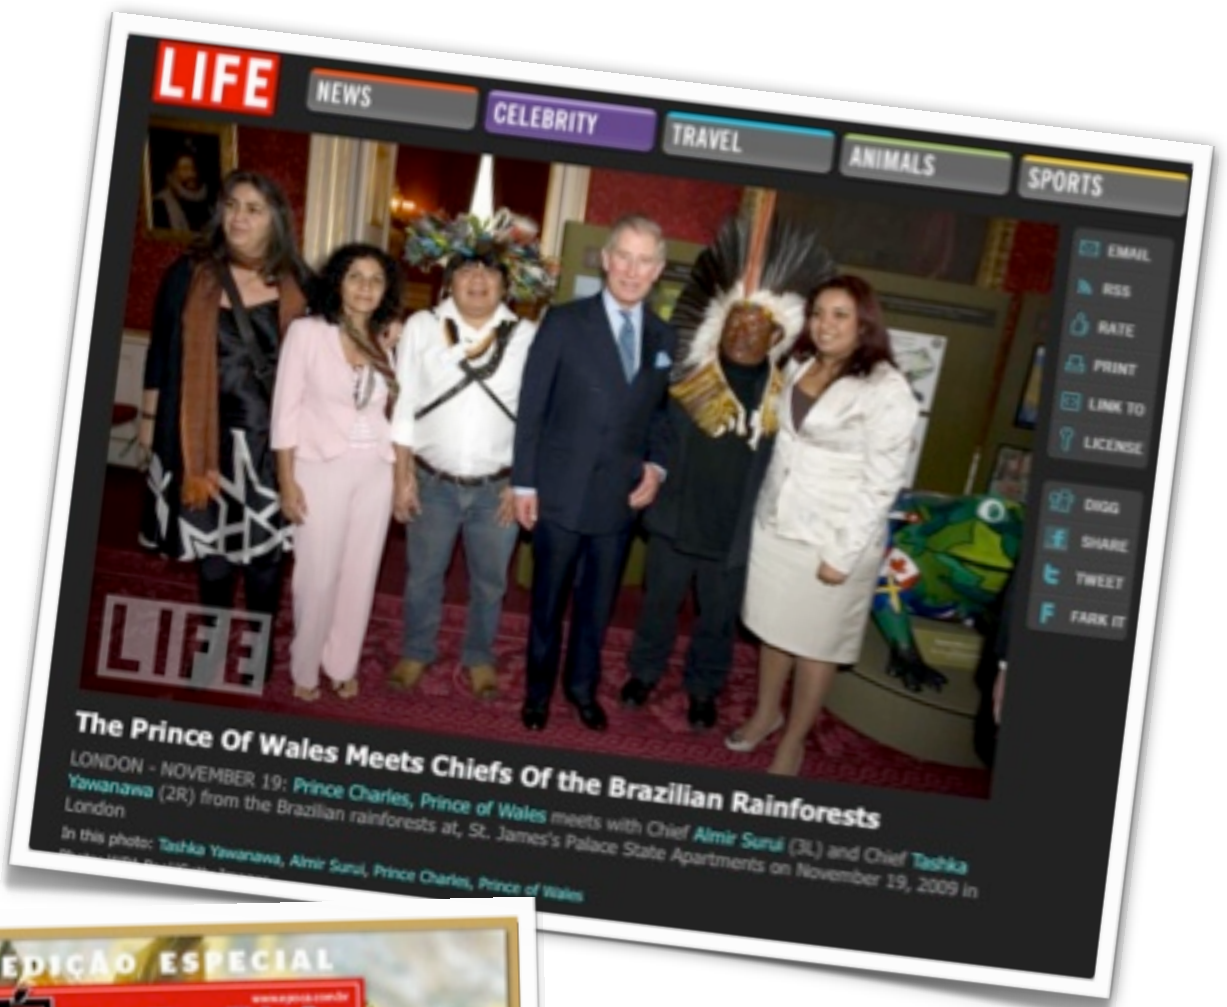 LIFE
NEWS
CELEBRITY
TRAVEL
ANIMALS
SPORTS
EMAIL
RSS
RATE
PRINT
LINK TO
LICENSE
DIGG
SHARE
TWEET
FARK IT
LIFE
The Prince Of Wales Meets Chiefs Of the Brazilian Rainforests
LONDON - NOVEMBER 19: Prince Charles, Prince of Wales meets with Chief Almir Surui (3L) and Chief Tashka
Yawanawa (2R) from the Brazilian rainforests at, St. James's Palace State Apartments on November 19, 2009 in
London
In this photo: Tashka Yawanawa, Almir Surui, Prince Charles, Prince of Wales
EDIÇÃO ESPECIAL
www.epoca.com.br